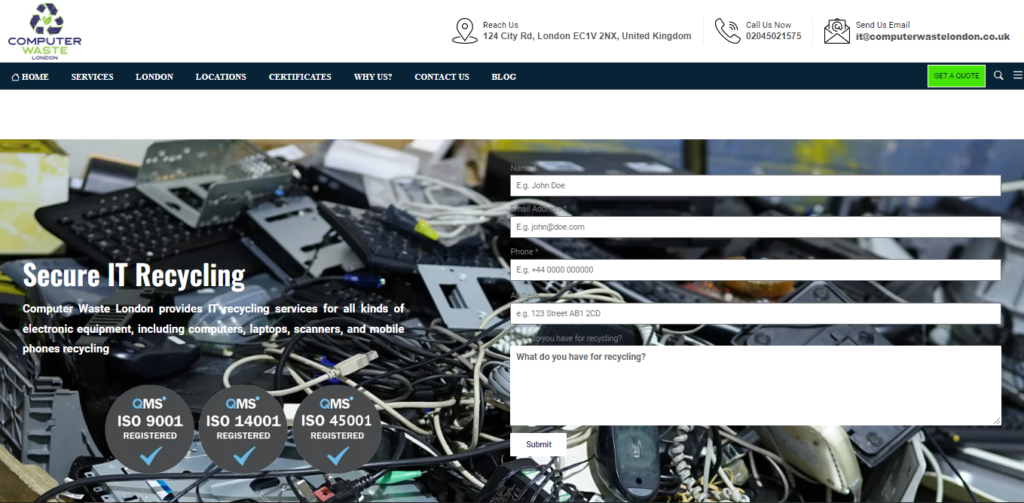 COMPUTER
WASTE
LONDON
Reach Us
124 City Rd, London EC1V 2NX, United Kingdom
Call Us Now
02045021575
Send Us Email
it@computerwastelondon.co.uk
HOME SERVICES LONDON LOCATIONS CERTIFICATES WHY US? CONTACT US BLOG
GET A QUOTE
Secure IT Recycling
Computer Waste London provides IT recycling services for all kinds of
electronic equipment, including computers, laptops, scanners, and mobile
phones recycling
QMS
ISO 9001
REGISTERED
QMS
ISO 14001
REGISTERED
QMS
ISO 45001
REGISTERED
Name
E.g. John Doe
Email Address *
E.g. john@doe.com
Phone *
E.g. +44 0000 000000
e.g. 123 Street AB1 2CD
do you have for recycling?
What do you have for recycling?
Submit